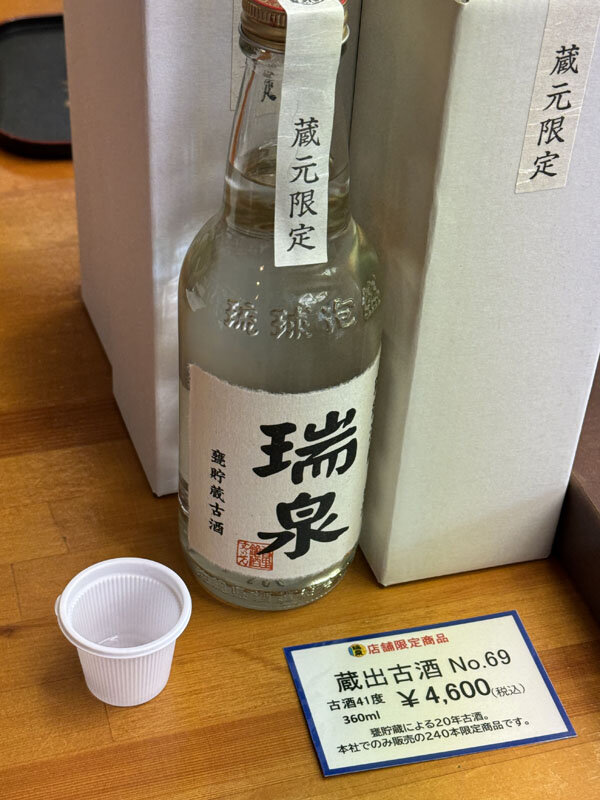 蔵元限定
蔵元限定
琉球泡盛
瑞泉
甕貯蔵古酒
店舗限定商品
蔵出古酒 No.69
古酒41度
360ml
¥4,600(税込)
甕貯蔵による20年古酒。
本社でのみ販売の240本限定商品です。